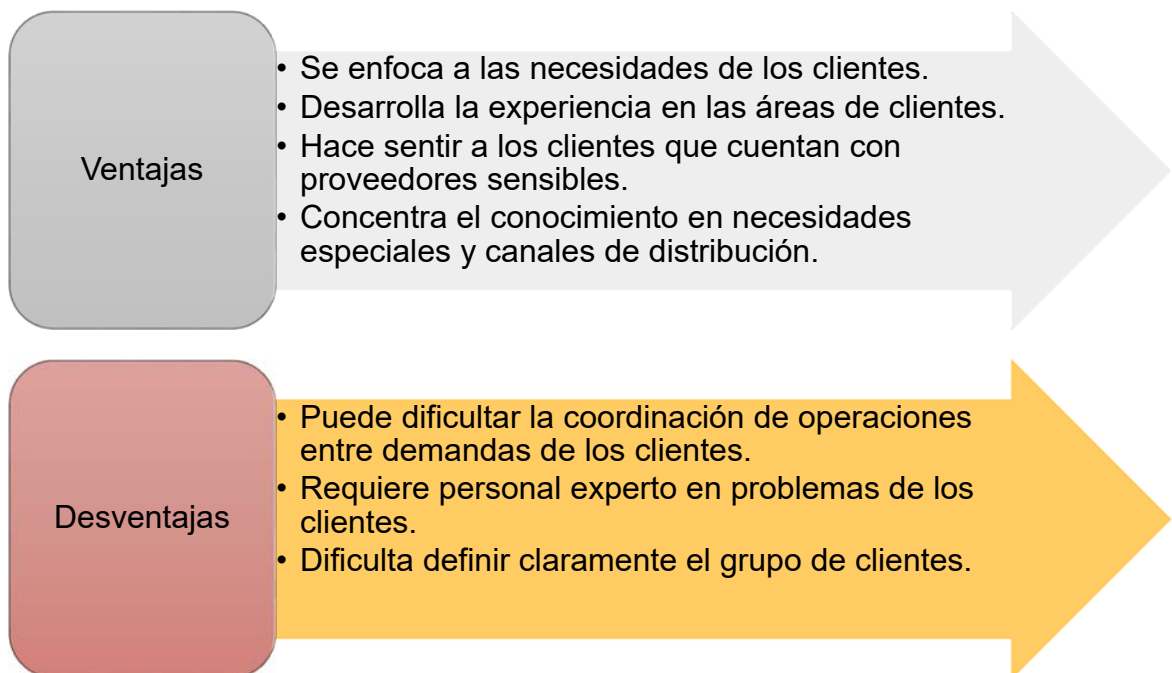 Ventajas
• Se enfoca a las necesidades de los clientes.
• Desarrolla la experiencia en las áreas de clientes.
• Hace sentir a los clientes que cuentan con
proveedores sensibles.
• Concentra el conocimiento en necesidades
especiales y canales de distribución.
Desventajas
• Puede dificultar la coordinación de operaciones
entre demandas de los clientes.
• Requiere personal experto en problemas de los
clientes.
• Dificulta definir claramente el grupo de clientes.